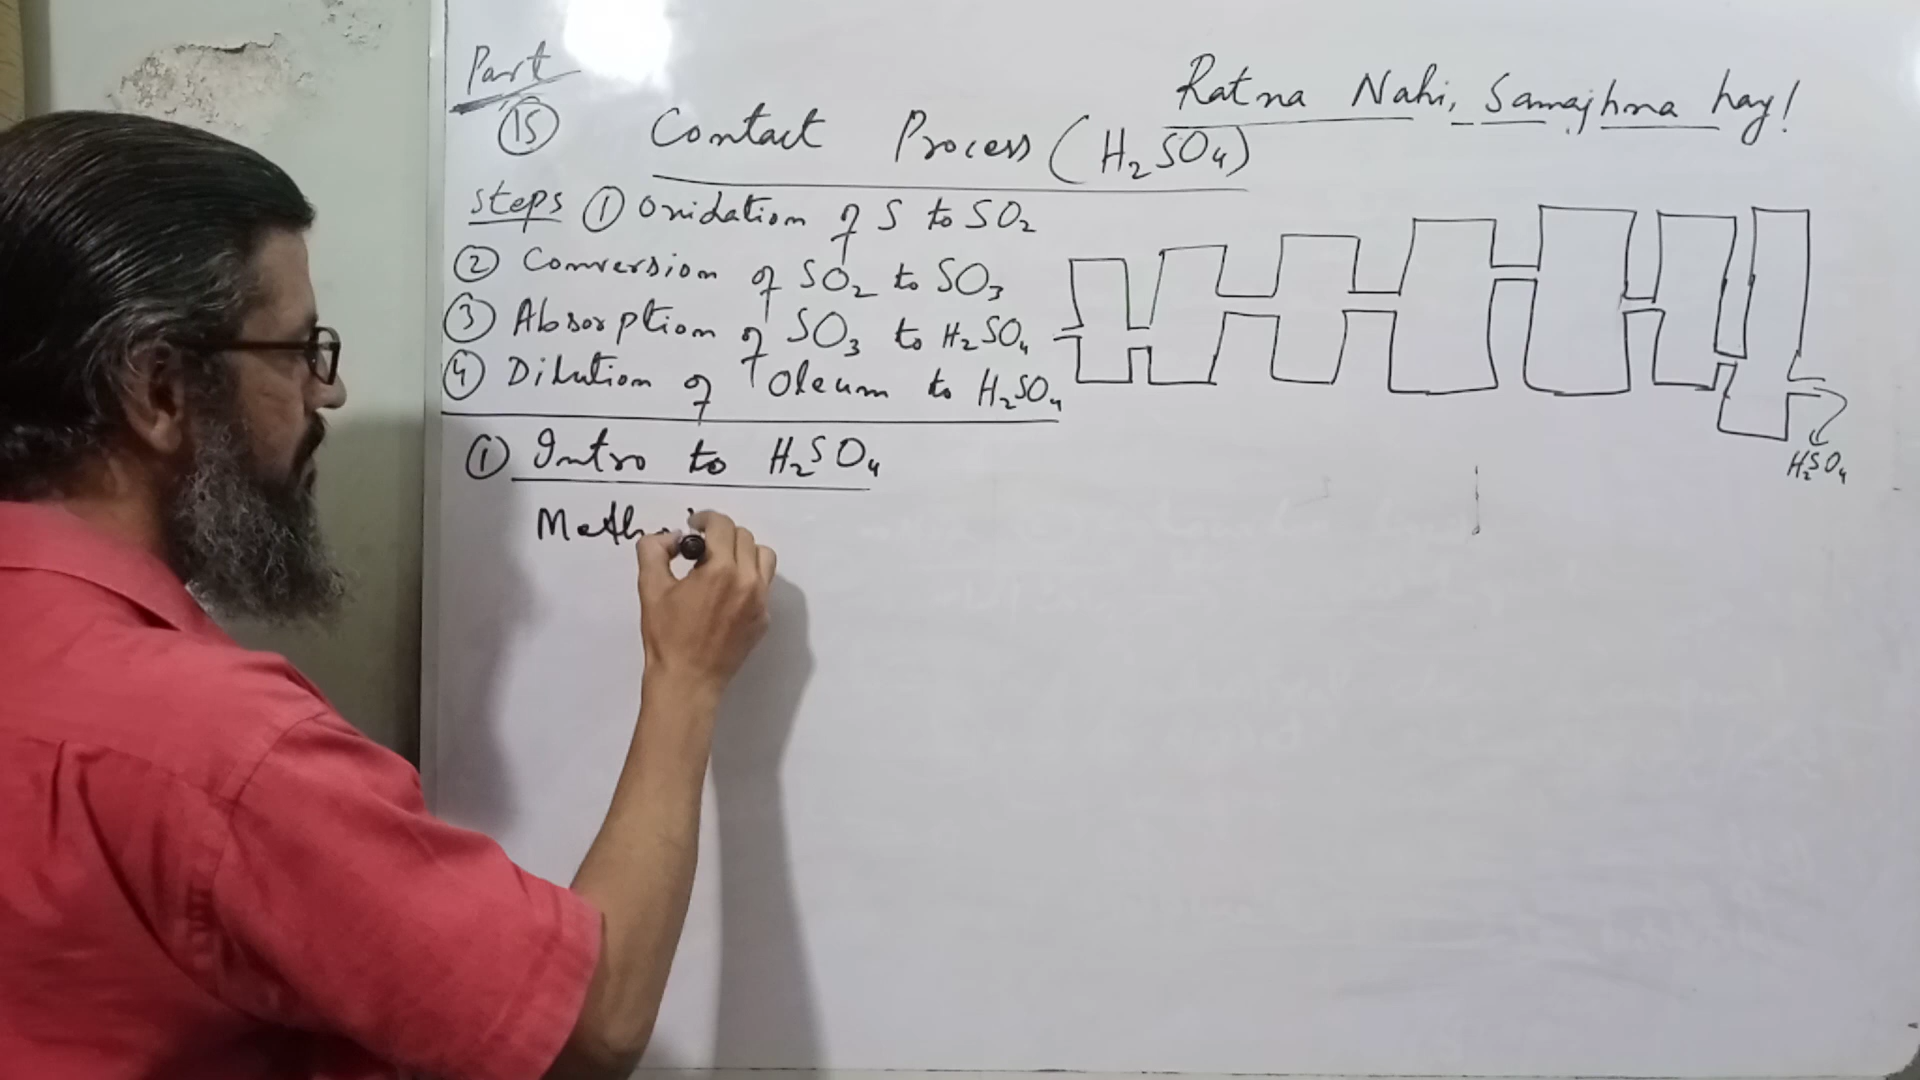 Part
15
Ratna Nahi, Samajhna hay!
Contact Process (H₂SO₄)
Steps ① Oxidation of S to SO₂
② Conversion of SO₂ to SO₃
③ Absorption of SO₃ to H₂SO₄
④ Dilution of Oleum to H₂SO₄
H₂SO₄
① Intro to H₂SO₄